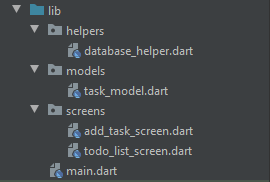 lib
helpers
database_helper.dart
models
task_model.dart
screens
add_task_screen.dart
todo_list_screen.dart
main.dart